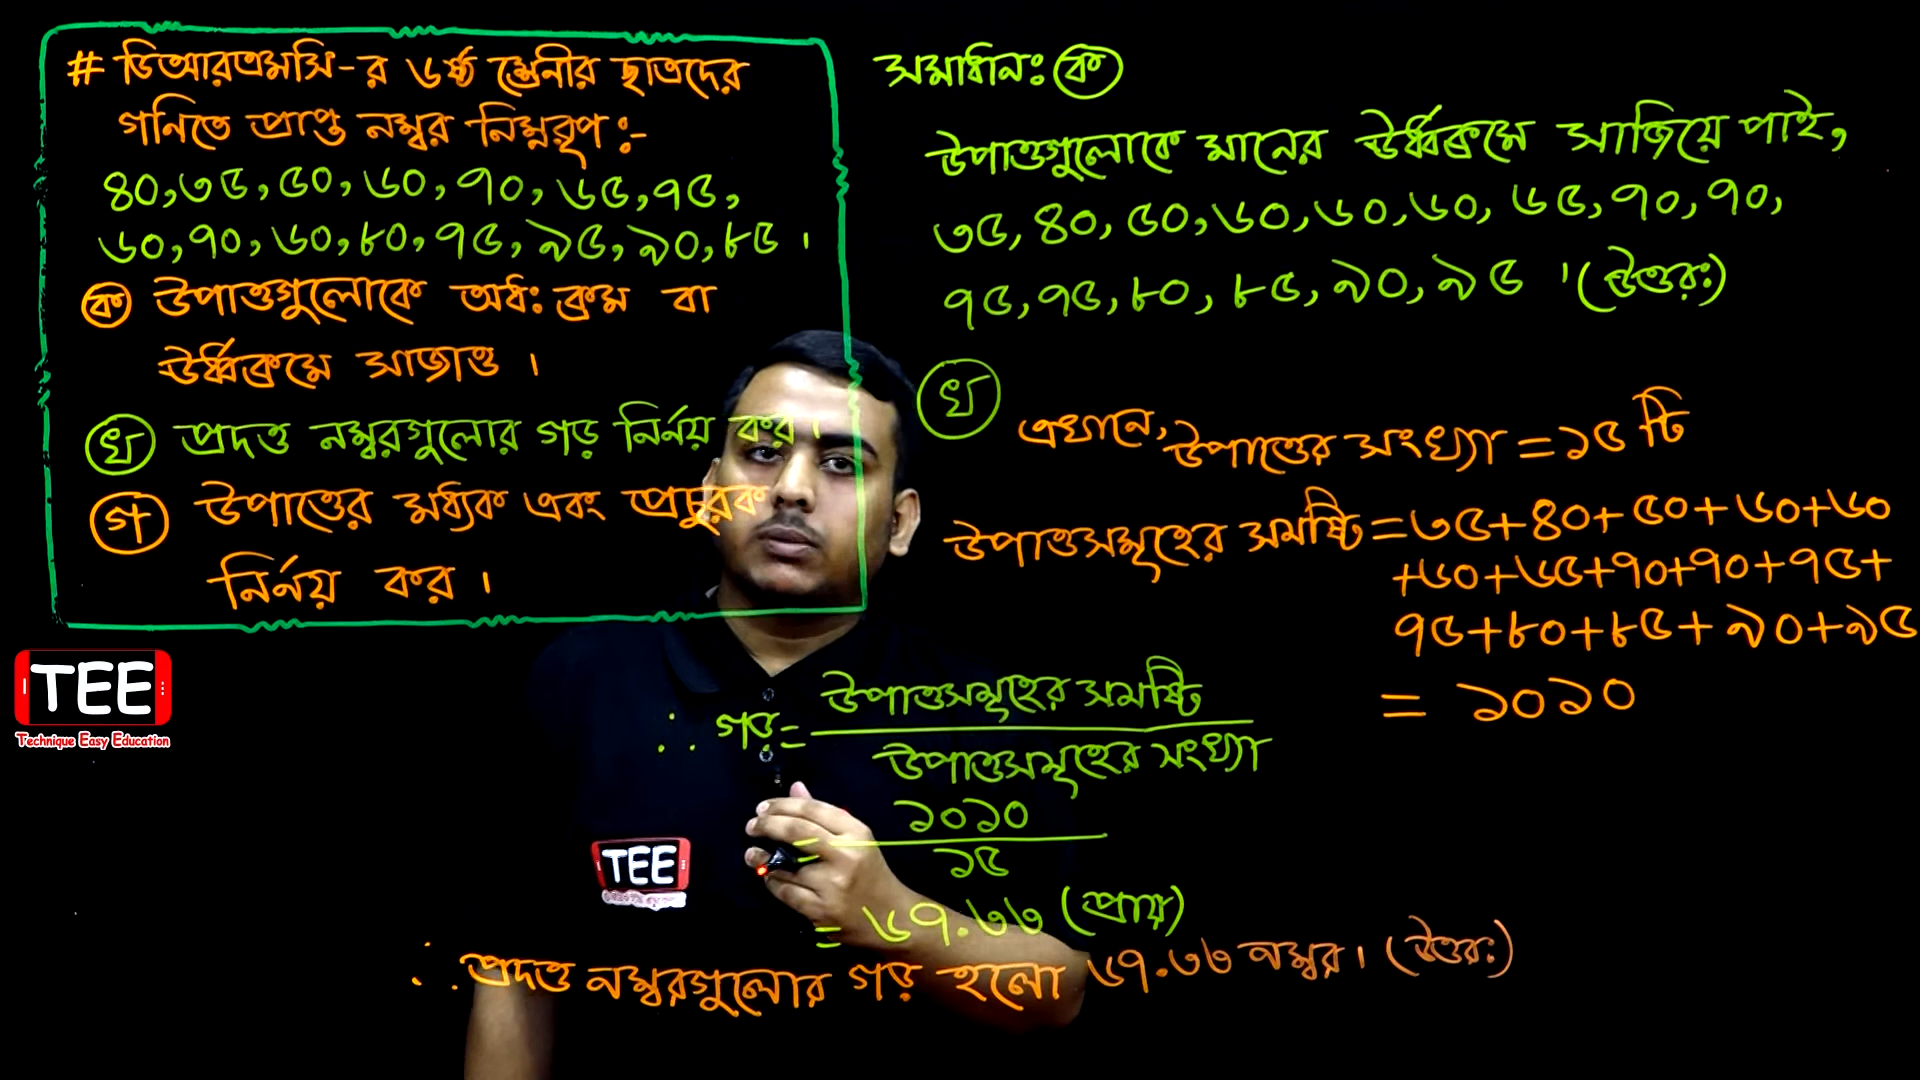 # ডিআরএমসি-র ৬ষ্ঠ শ্রেনীর ছাত্রদের
গনিতে প্রাপ্ত নম্বর নিম্নরূপ:-
৪০,৩৫,৫০,৬০,৭০,৬৫,৭৫,
৬০,৭০,৬০,৮০,৭৫,৯৫,৯০,৮৫।
ক উপাত্তগুলোকে অধঃক্রম বা
ঊর্ধ্বক্রমে সাজাও।
খ প্রদত্ত নম্বরগুলোর গড় নির্নয় কর।
গ উপাত্তের মধ্যক এবং প্রচুরক
নির্নয় কর।
সমাধান: ক
উপাত্তগুলোকে মানের ঊর্ধ্বক্রমে সাজিয়ে পাই,
৩৫, ৪০, ৫০, ৬০, ৬০, ৬০, ৬৫, ৭০, ৭০,
৭৫, ৭৫, ৮০, ৮৫, ৯০, ৯৫। (উত্তর:)
খ
এখানে, উপাত্তের সংখ্যা = ১৫ টি
উপাত্তসমূহের সমষ্টি = ৩৫+৪০+৫০+৬০+৬০
+৬০+৬৫+৭০+৭০+৭৫+
৭৫+৮০+৮৫+৯০+৯৫
= ১০১০
∴ গড় = উপাত্তসমূহের সমষ্টি
উপাত্তসমূহের সংখ্যা
= ১০১০
১৫
= ৬৭.৩৩ (প্রায়)
∴ প্রদত্ত নম্বরগুলোর গড় হলো ৬৭.৩৩ নম্বর। (উত্তর:)
TEE
Technique Easy Education
TEE